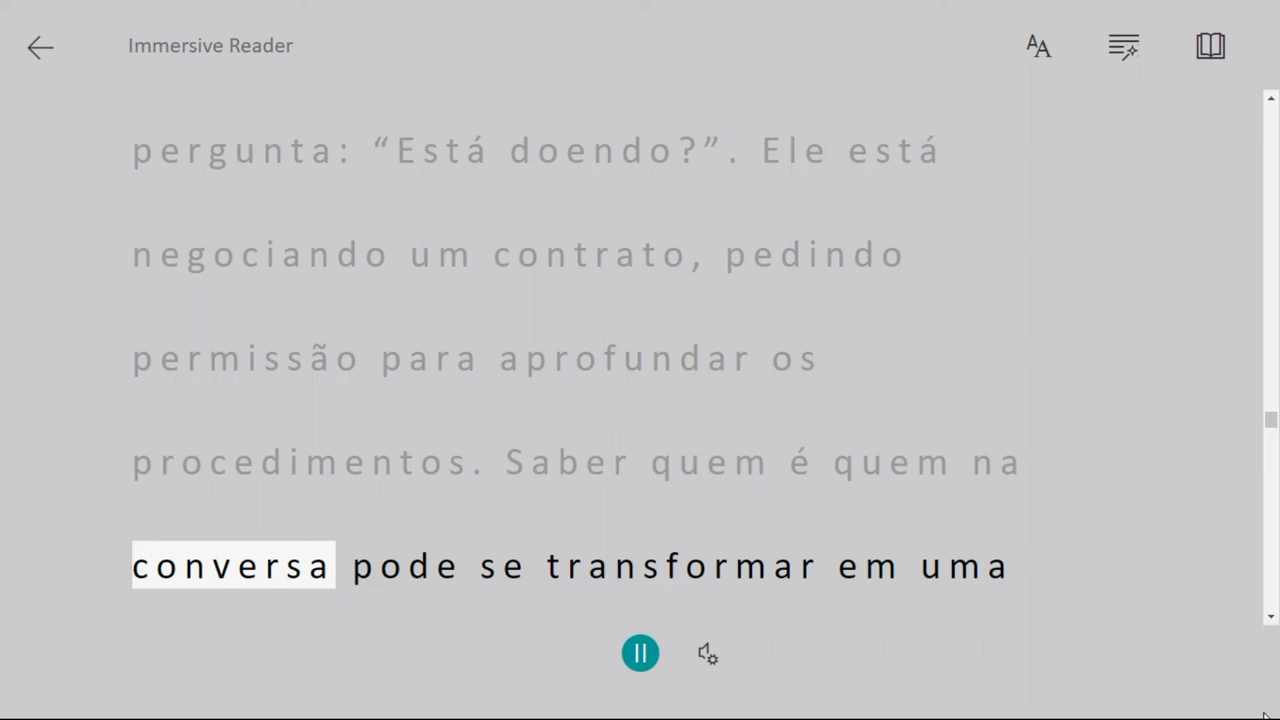 Immersive Reader
pergunta: “Está doendo?”. Ele está
negociando um contrato, pedindo
permissão para aprofundar os
procedimentos. Saber quem é quem na
conversa pode se transformar em uma